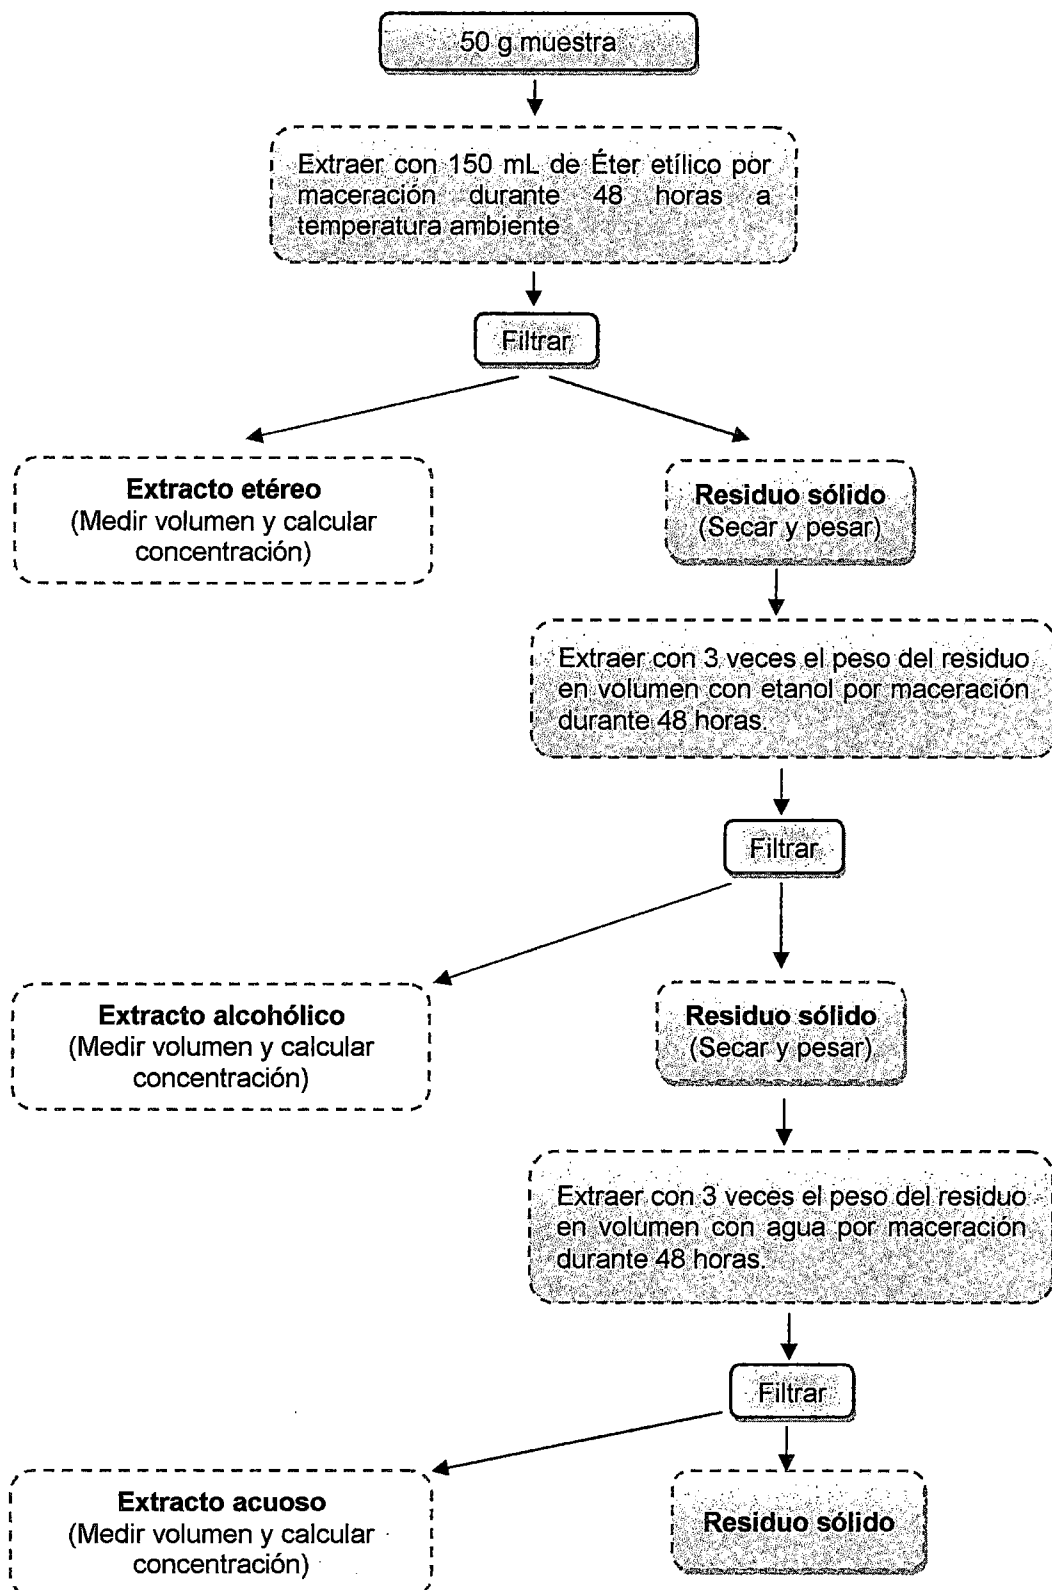 50 g muestra
Extraer con 150 mL de Éter etílico por
maceración durante 48 horas a
temperatura ambiente
Filtrar
Extracto etéreo
(Medir volumen y calcular
concentración)
Residuo sólido
(Secar y pesar)
Extraer con 3 veces el peso del residuo
en volumen con etanol por maceración
durante 48 horas.
Filtrar
Extracto alcohólico
(Medir volumen y calcular
concentración)
Residuo sólido
(Secar y pesar)
Extraer con 3 veces el peso del residuo
en volumen con agua por maceración
durante 48 horas.
Filtrar
Extracto acuoso
(Medir volumen y calcular
concentración)
Residuo sólido